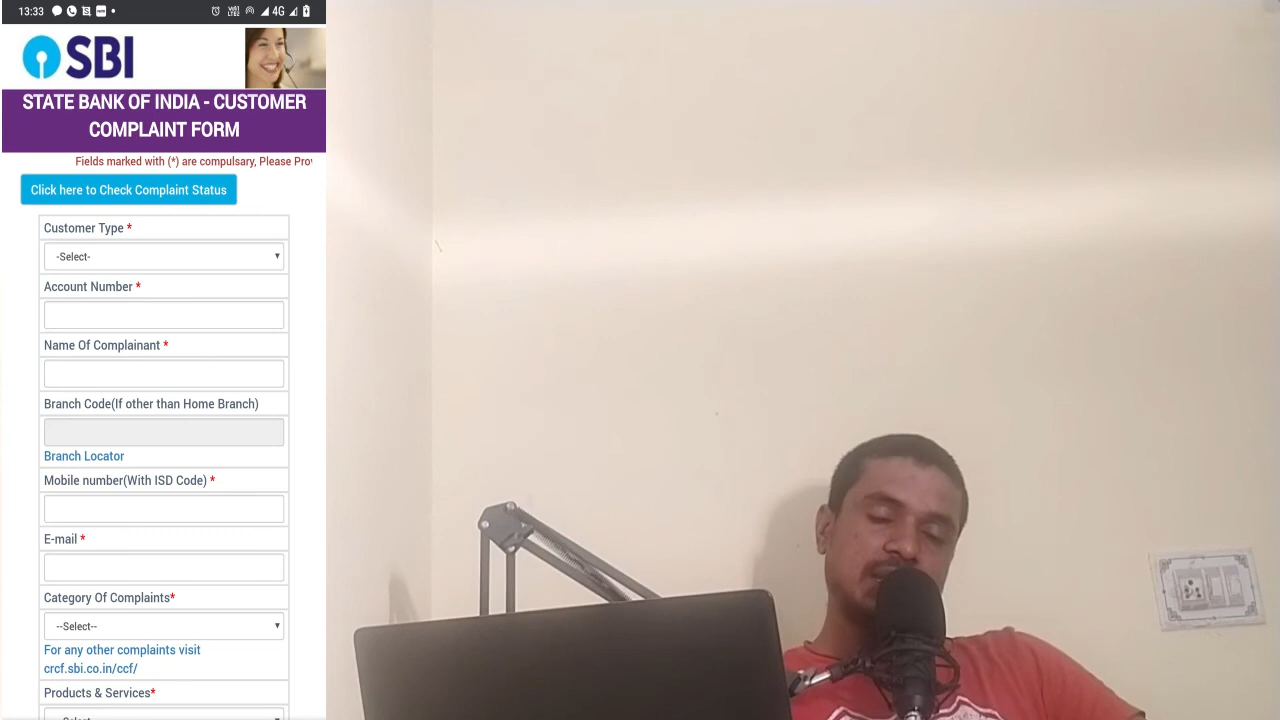 13:33
4G
SBI
STATE BANK OF INDIA - CUSTOMER
COMPLAINT FORM
Fields marked with (*) are compulsary, Please Pro
Click here to Check Complaint Status
Customer Type *
-Select-
Account Number *
Name Of Complainant *
Branch Code(If other than Home Branch)
Branch Locator
Mobile number(With ISD Code) *
E-mail *
Category Of Complaints*
--Select--
For any other complaints visit
crcf.sbi.co.in/ccf/
Products & Services*
--Select--